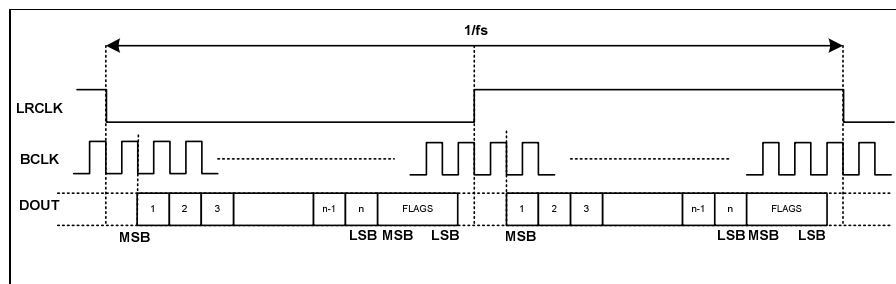 1/fs
LRCLK
BCLK
DOUT 1 2 3 n-1 n FLAGS 1 2 3 n-1 n FLAGS
MSB LSB MSB LSB MSB LSB MSB LSB